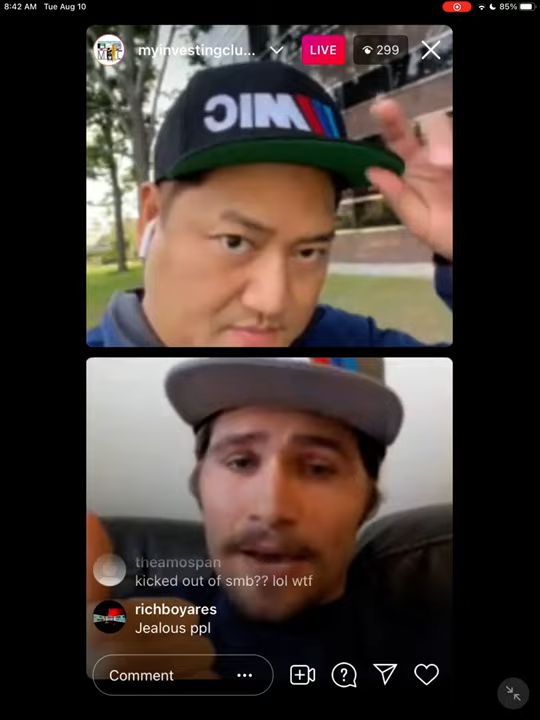 8:42 AM Tue Aug 10
85%
myinvestingclu...
LIVE
299
MIC
theamospan
kicked out of smb?? lol wtf
richboyares
Jealous ppl
Comment